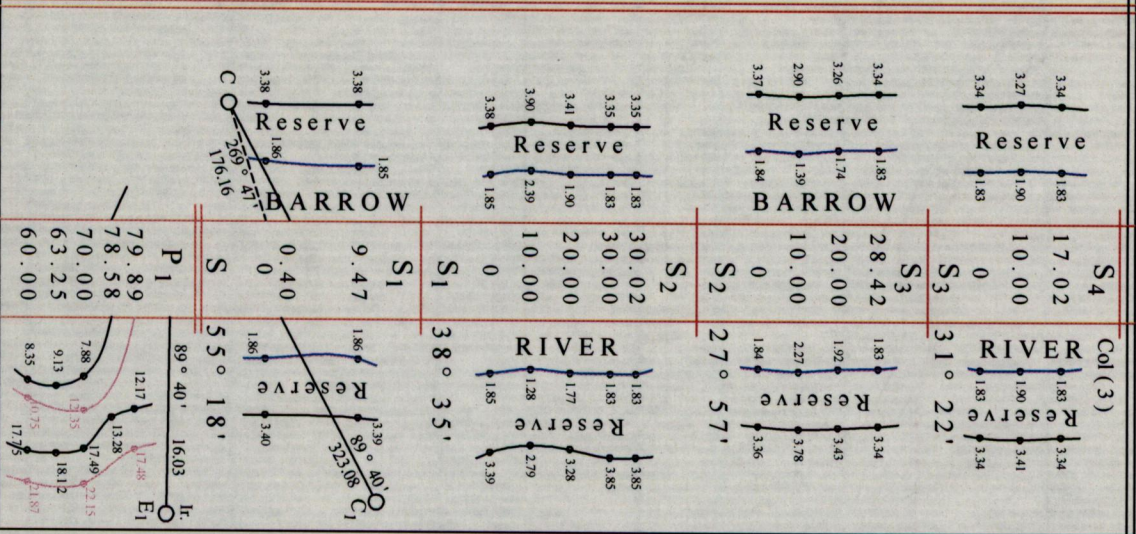 S4 Col (3)
3.34 1.83 17.02 1.83 3.34
3.27 1.90 10.00 1.90 3.41
3.34 1.83 0 1.83 3.34
Reserve
RIVER
Reserve
S3 31° 22'
S3
3.34 1.83 28.42 1.83 3.34
3.26 1.74 20.00 1.92 3.43
2.90 1.39 10.00 2.27 3.78
3.37 1.84 0 1.84 3.36
Reserve
BARROW
Reserve
S2 27° 57'
S2
3.35 1.83 30.02 1.83 3.85
3.35 1.83 30.00 1.83 3.85
3.41 1.90 20.00 1.77 3.28
3.90 2.39 10.00 1.28 2.79
3.38 1.85 0 1.85 3.39
Reserve
RIVER
Reserve
S1 38° 35'
S1
3.38 1.85 9.47 1.86 3.39
0.40
3.38 1.86 0 1.86 3.40
Reserve
BARROW
Reserve
C
269° 47'
176.16
89° 40'
323.08
C1
S 55° 18'
P1 89° 40' 16.03 E1 Ir.
79.89 12.17 17.48
78.58 13.28
70.00 7.88 12.35 17.49 22.15
63.25 9.13 18.12
60.00 8.35 10.75 17.75 21.87